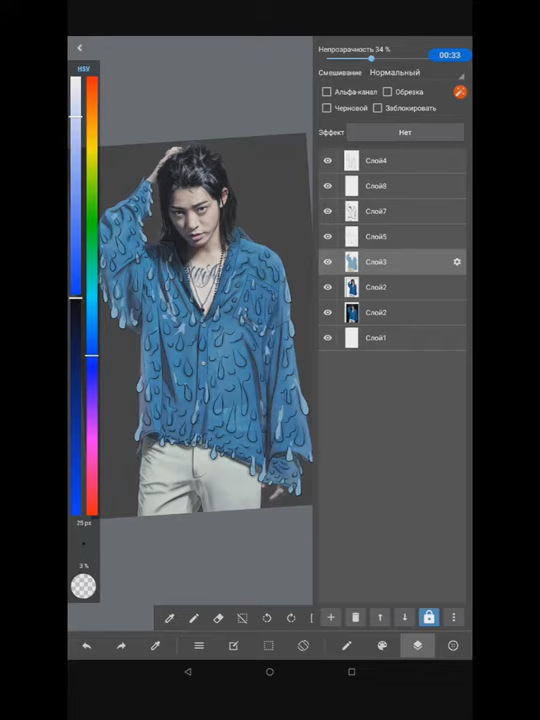 Непрозрачность 34 %
00:33
HSV
Смешивание Нормальный
Альфа-канал Обрезка
Черновой Заблокировать
Эффект Нет
Слой4
Слой8
Слой7
Слой5
Слой3
Слой2
Слой2
Слой1
25 px
3 %